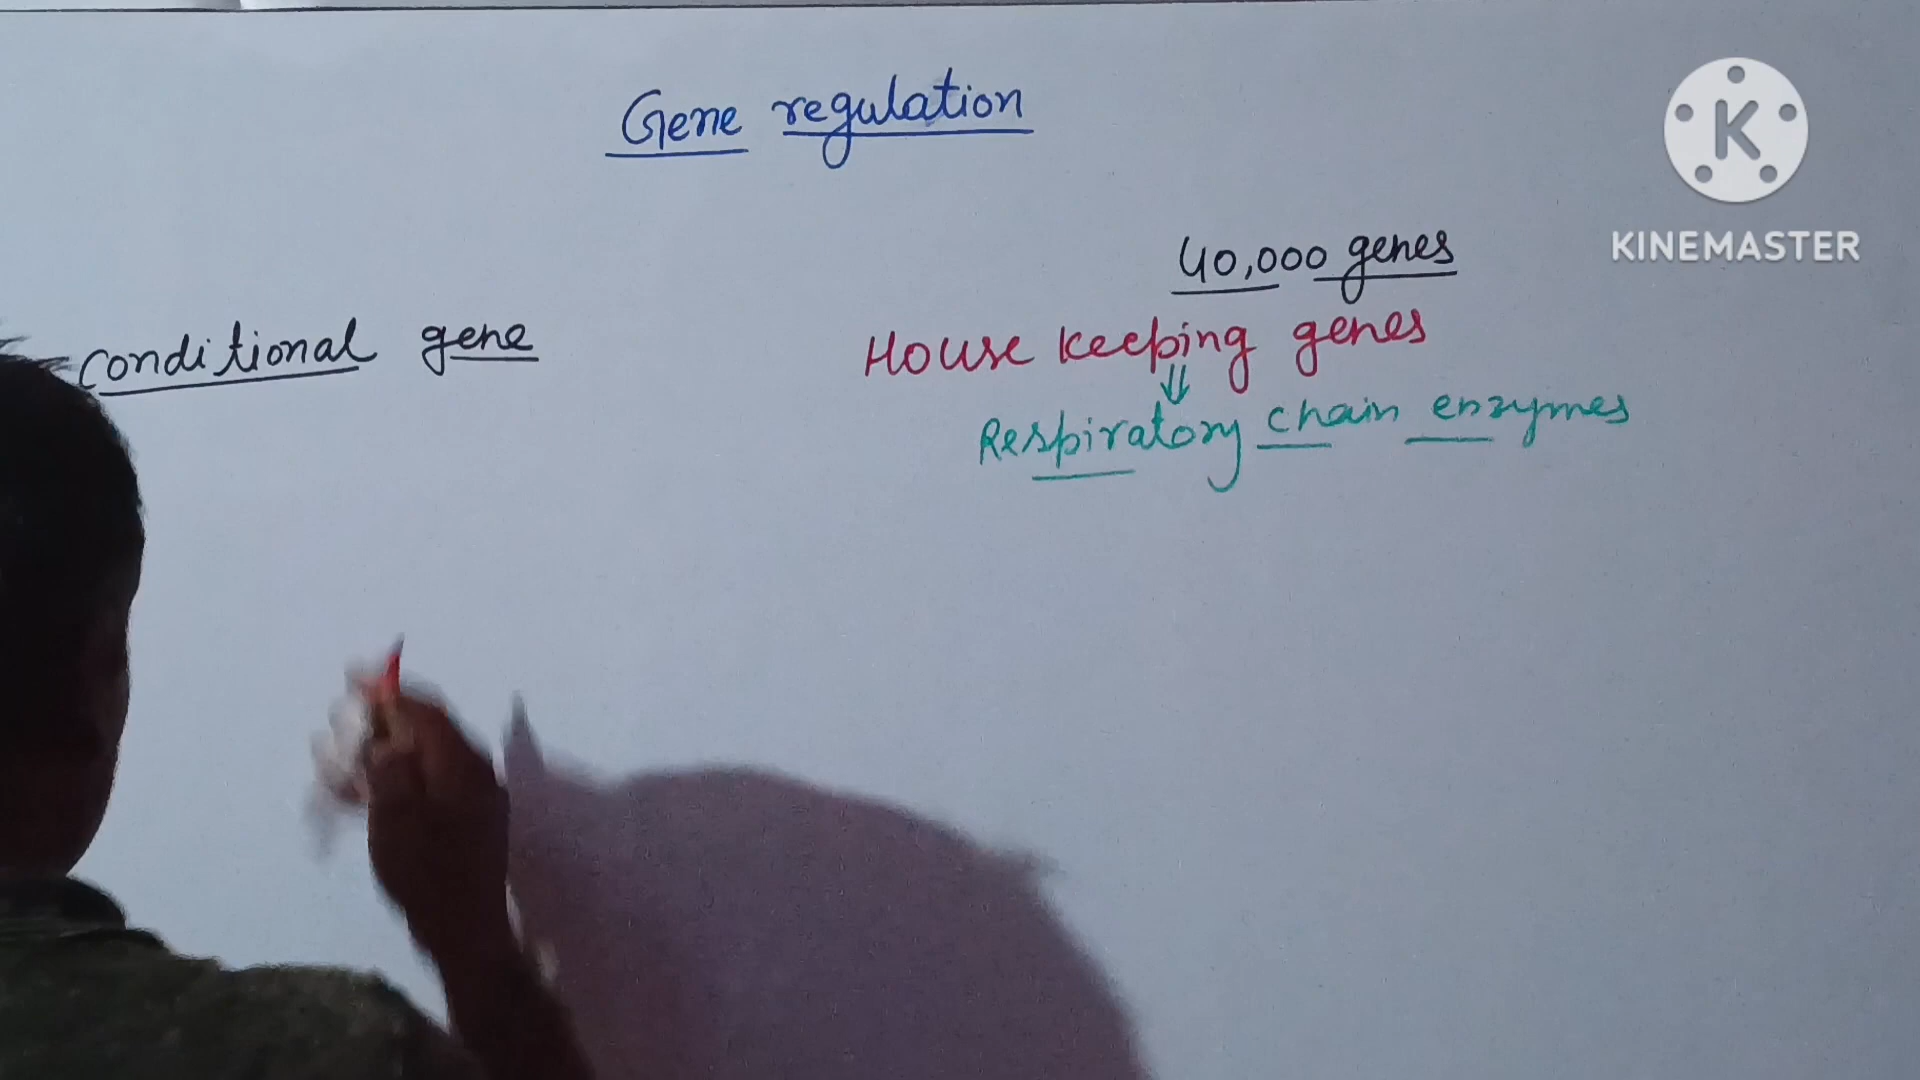 Gene regulation
K
KINEMASTER
40,000 genes
conditional gene
House keeping genes
⇓
Respiratory chain enzymes